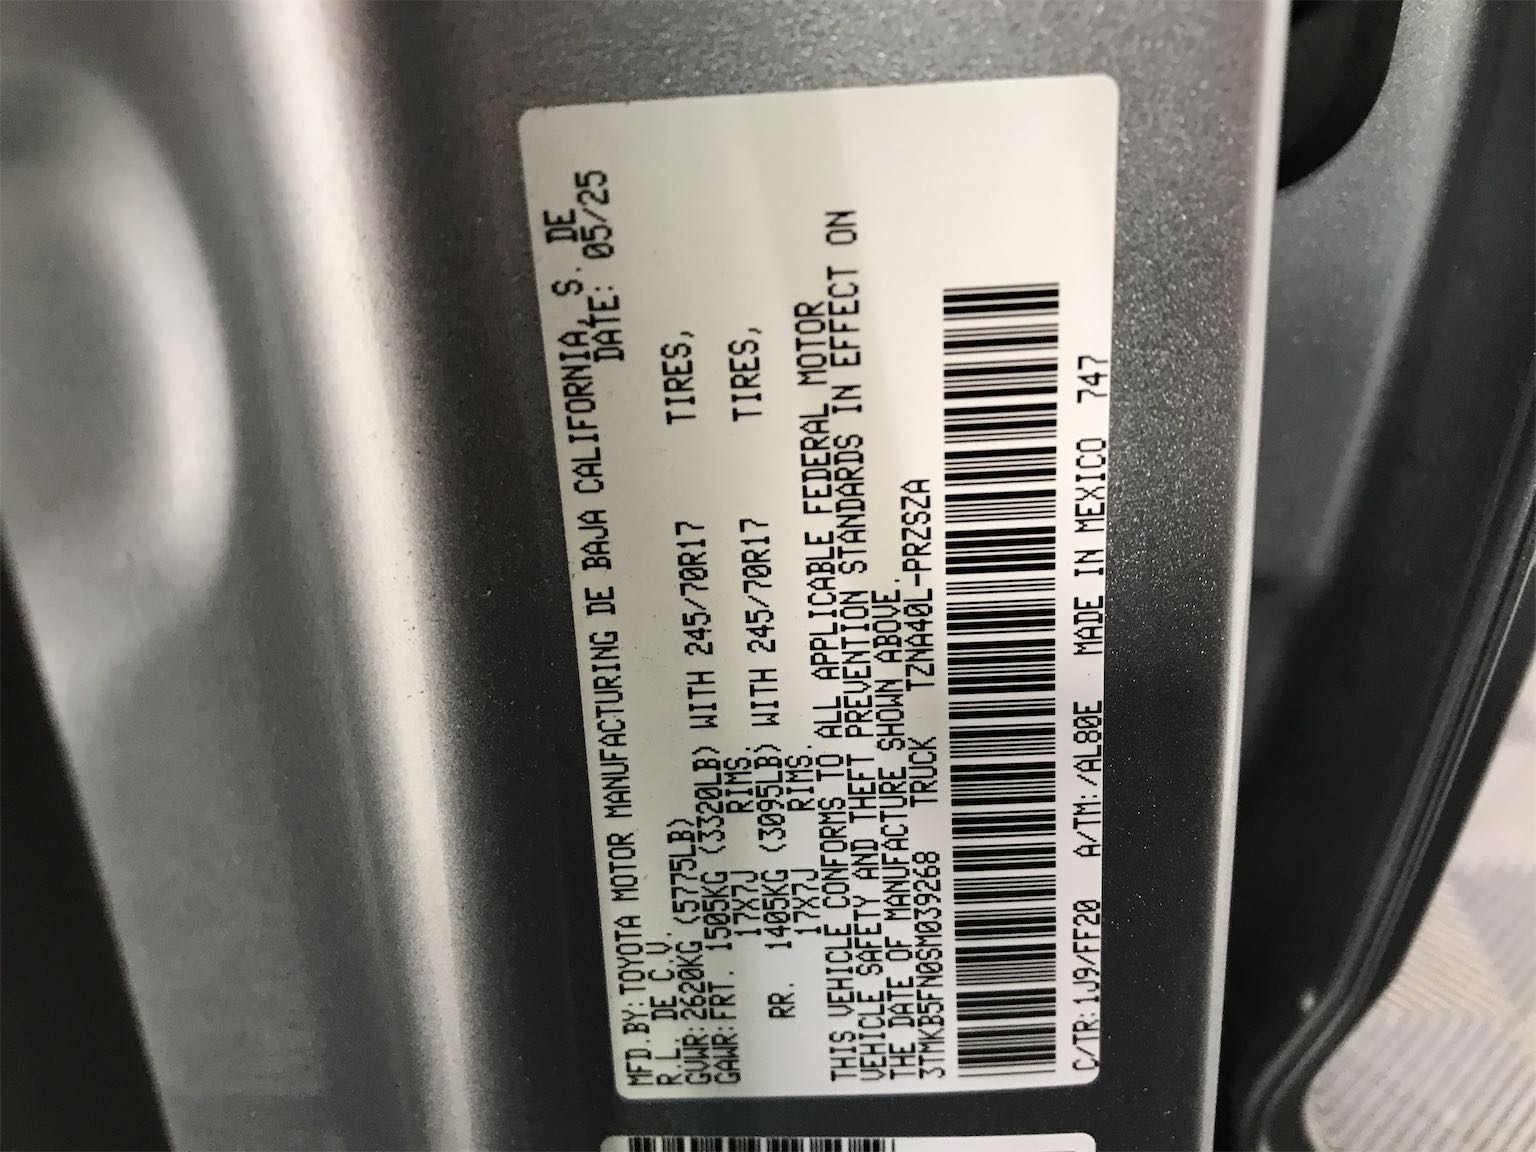 MFD.BY:TOYOTA MOTOR MANUFACTURING DE BAJA CALIFORNIA, S. DE
R.L. DE C.V. DATE: 05/25
GVWR:2620KG (5775LB)
GAWR:FRT. 1505KG (3320LB) WITH 245/70R17 TIRES,
17X7J RIMS.
RR. 1405KG (3095LB) WITH 245/70R17 TIRES,
17X7J RIMS.
THIS VEHICLE CONFORMS TO ALL APPLICABLE FEDERAL MOTOR
VEHICLE SAFETY AND THEFT PREVENTION STANDARDS IN EFFECT ON
THE DATE OF MANUFACTURE SHOWN ABOVE.
3TMKB5FN0SM039268 TRUCK TZNA40L-PRZSZA
C/TR:1J9/FF20 A/TM:/AL80E MADE IN MEXICO 747